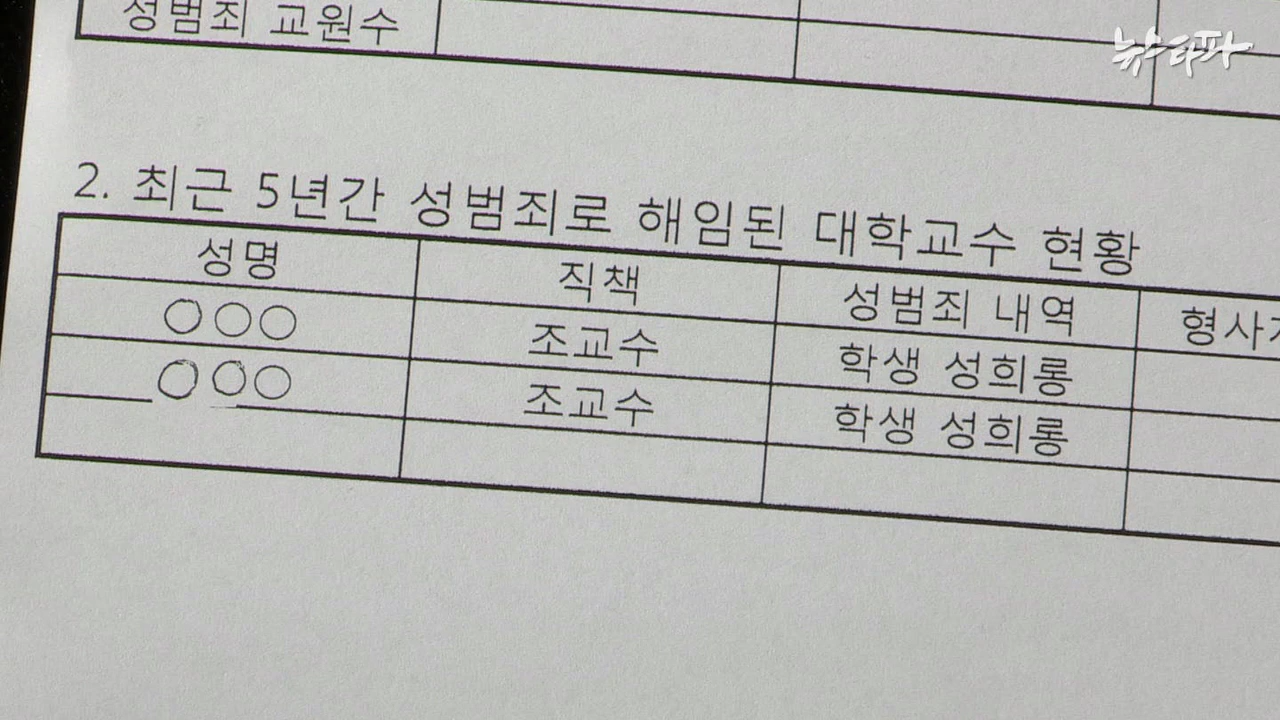 성범죄 교원수
뉴스타파
2. 최근 5년간 성범죄로 해임된 대학교수 현황
성명 직책 성범죄 내역 형사
○○○ 조교수 학생 성희롱
○○○ 조교수 학생 성희롱